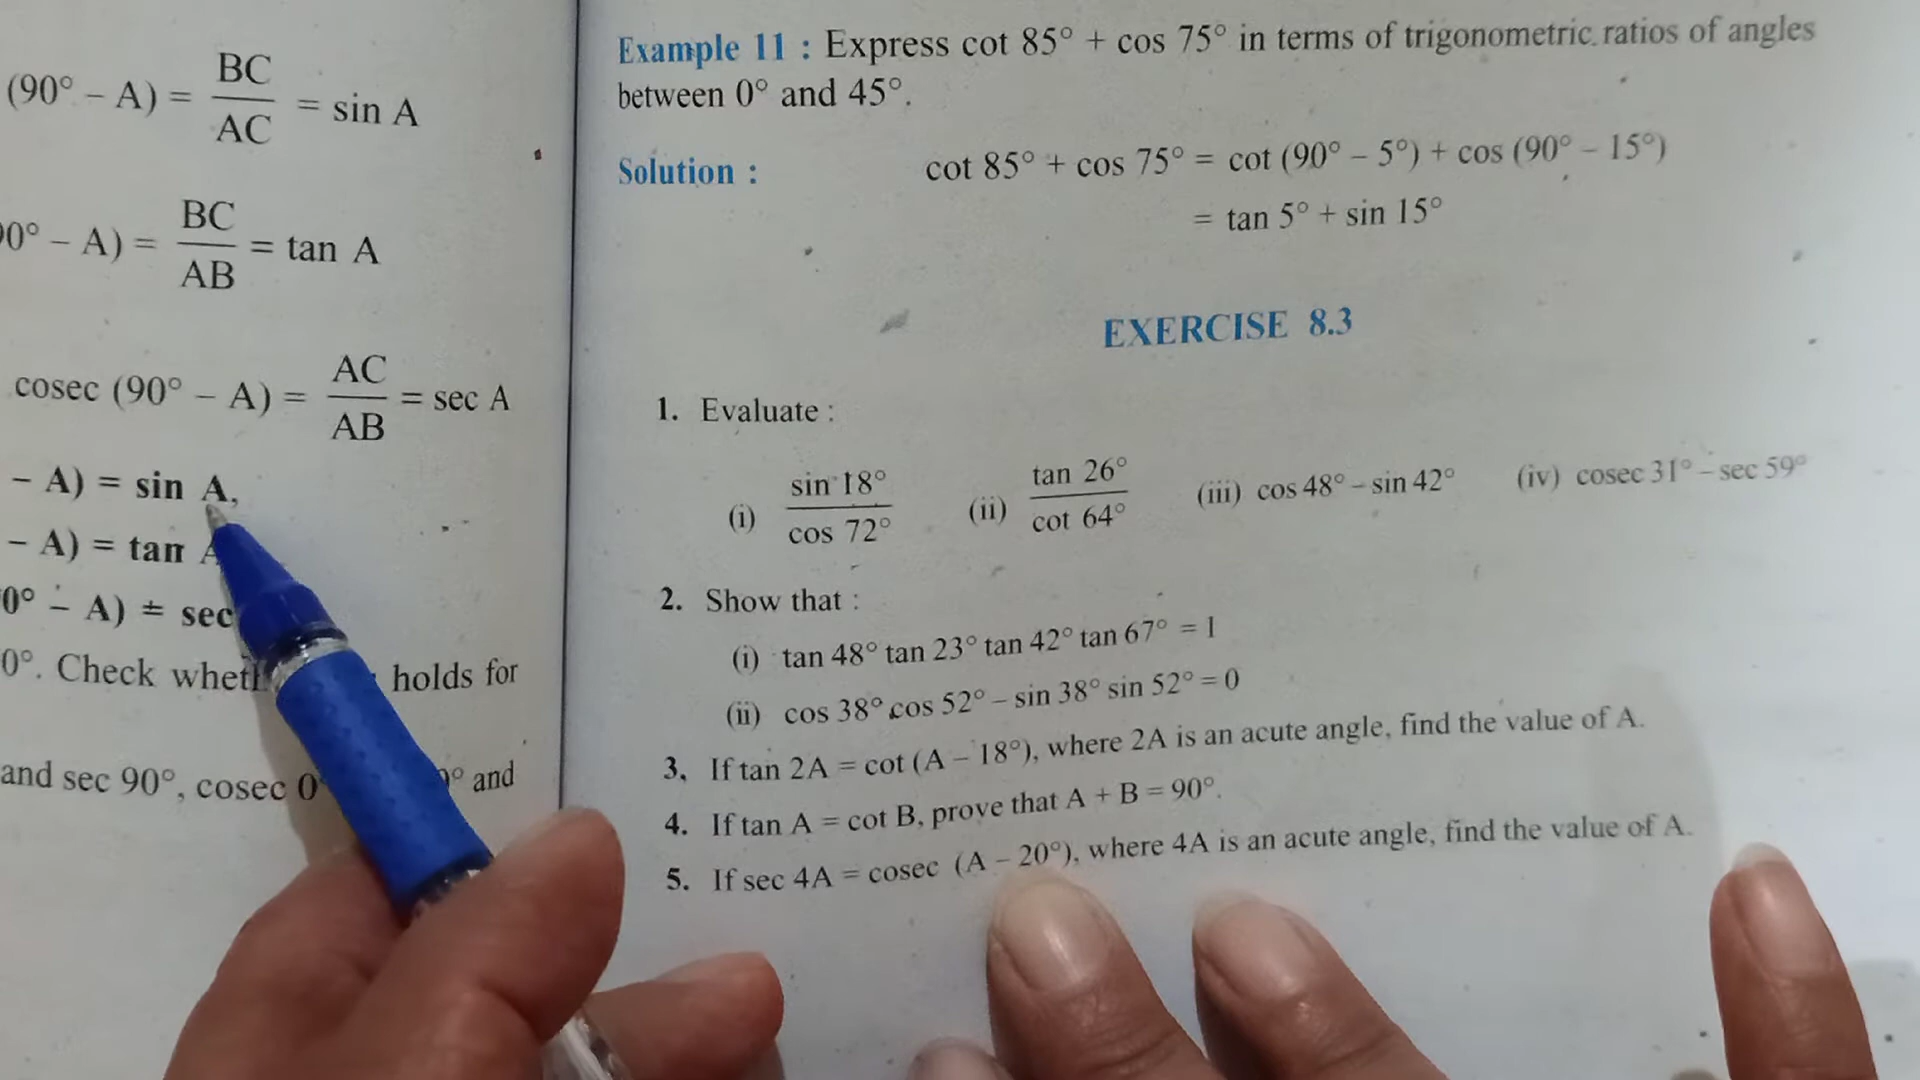 (90° – A) = BC/AC = sin A
0° – A) = BC/AB = tan A
cosec (90° – A) = AC/AB = sec A
– A) = sin A,
– A) = tan A
0° – A) = sec
0°. Check holds for
and sec 90°, cosec 0 ° and
Example 11 : Express cot 85° + cos 75° in terms of trigonometric ratios of angles
between 0° and 45°.
Solution : cot 85° + cos 75° = cot (90° – 5°) + cos (90° – 15°)
= tan 5° + sin 15°
EXERCISE 8.3
1. Evaluate :
(i) sin 18°/cos 72° (ii) tan 26°/cot 64° (iii) cos 48° – sin 42° (iv) cosec 31° – sec 59°
2. Show that :
(i) tan 48° tan 23° tan 42° tan 67° = 1
(ii) cos 38° cos 52° – sin 38° sin 52° = 0
3. If tan 2A = cot (A – 18°), where 2A is an acute angle, find the value of A.
4. If tan A = cot B, prove that A + B = 90°.
5. If sec 4A = cosec (A – 20°), where 4A is an acute angle, find the value of A.